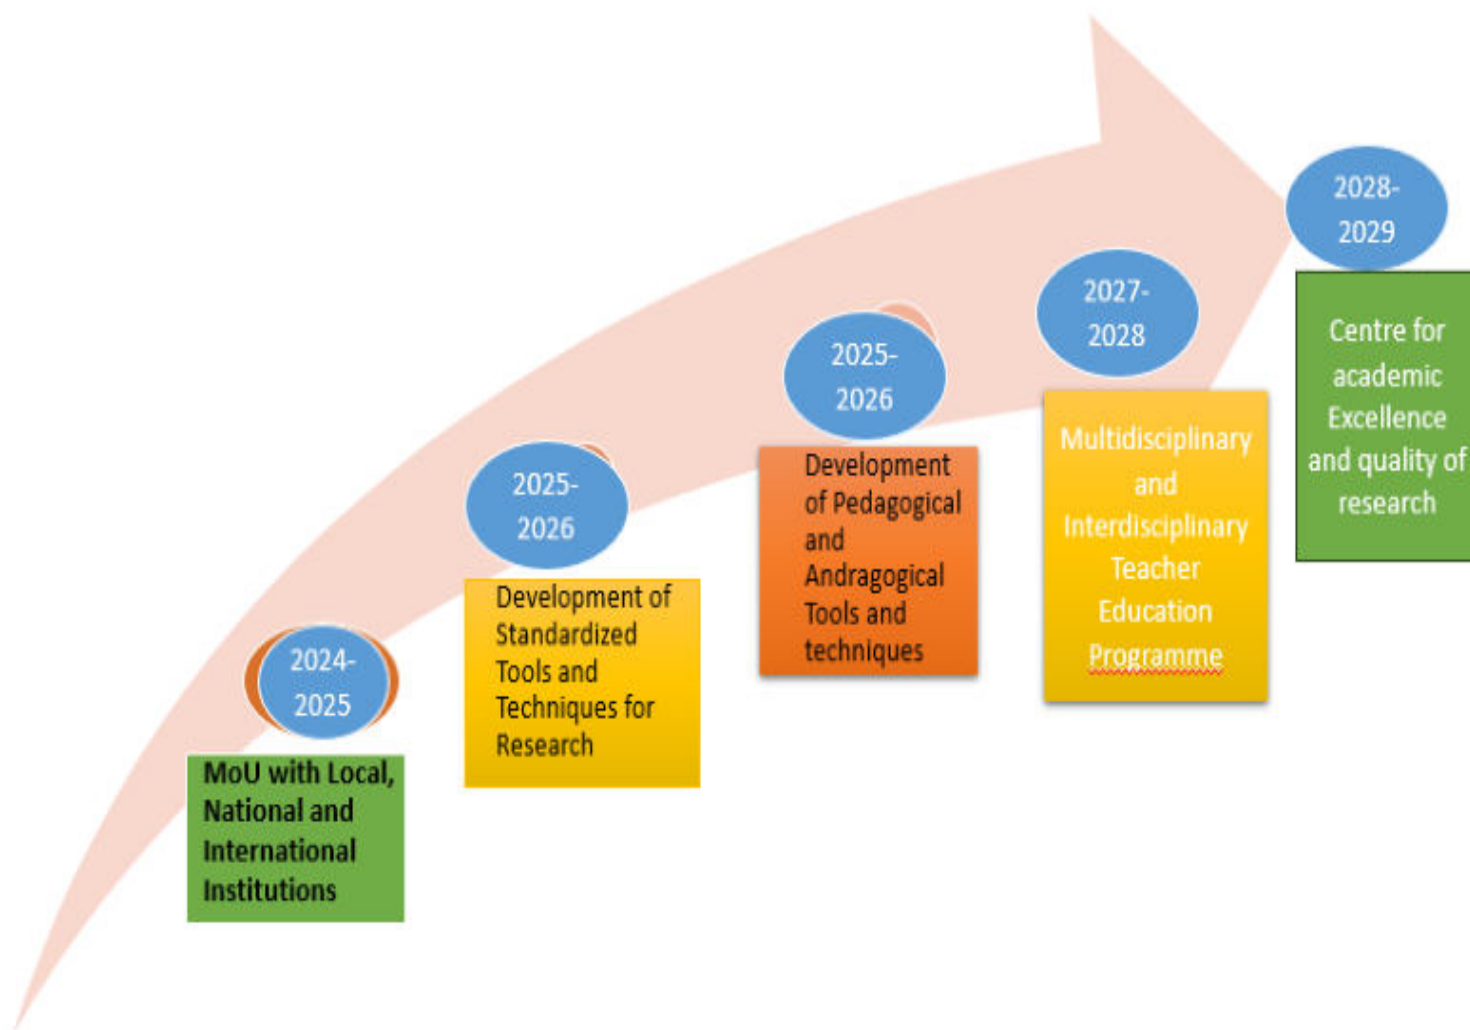 2024-
2025
MoU with Local,
National and
International
Institutions
2025-
2026
Development of
Standardized
Tools and
Techniques for
Research
2025-
2026
Development
of Pedagogical
and
Andragogical
Tools and
techniques
2027-
2028
Multidisciplinary
and
Interdisciplinary
Teacher
Education
Programme
2028-
2029
Centre for
academic
Excellence
and quality of
research